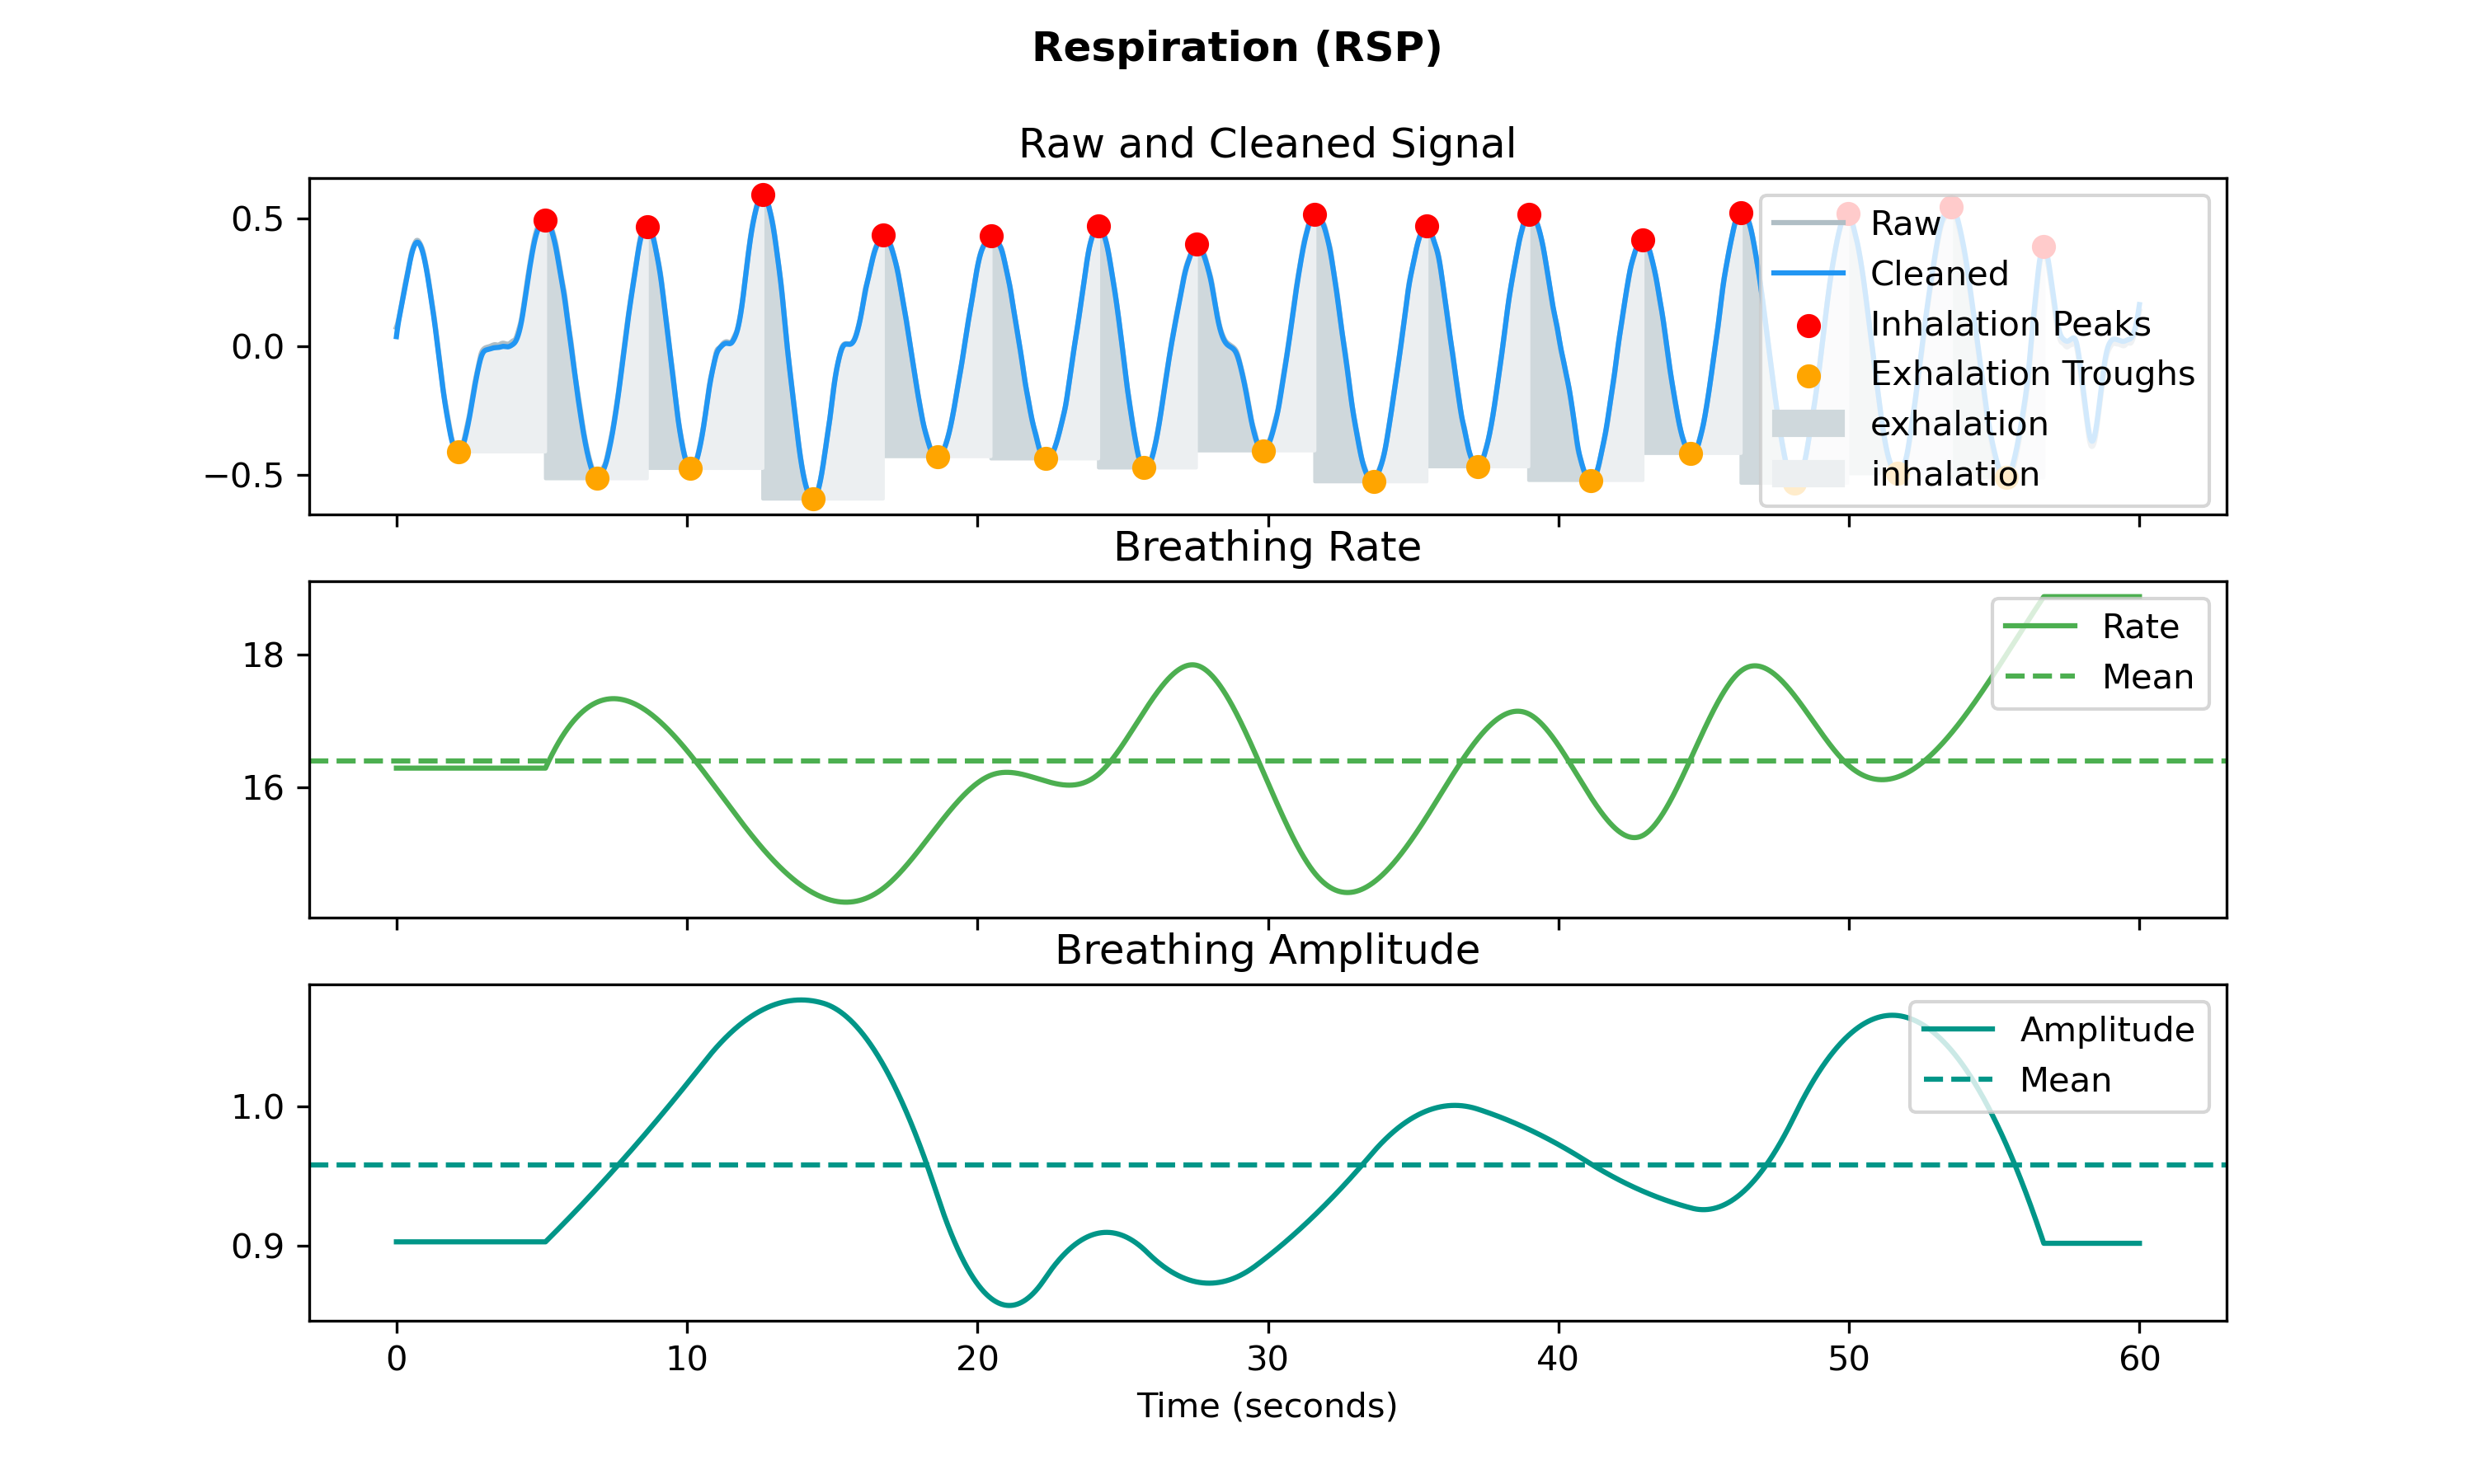 Respiration (RSP)
Raw and Cleaned Signal
0.5
0.0
−0.5
Raw
Cleaned
Inhalation Peaks
Exhalation Troughs
exhalation
inhalation
Breathing Rate
18
16
Rate
Mean
Breathing Amplitude
1.0
0.9
Amplitude
Mean
0 10 20 30 40 50 60
Time (seconds)